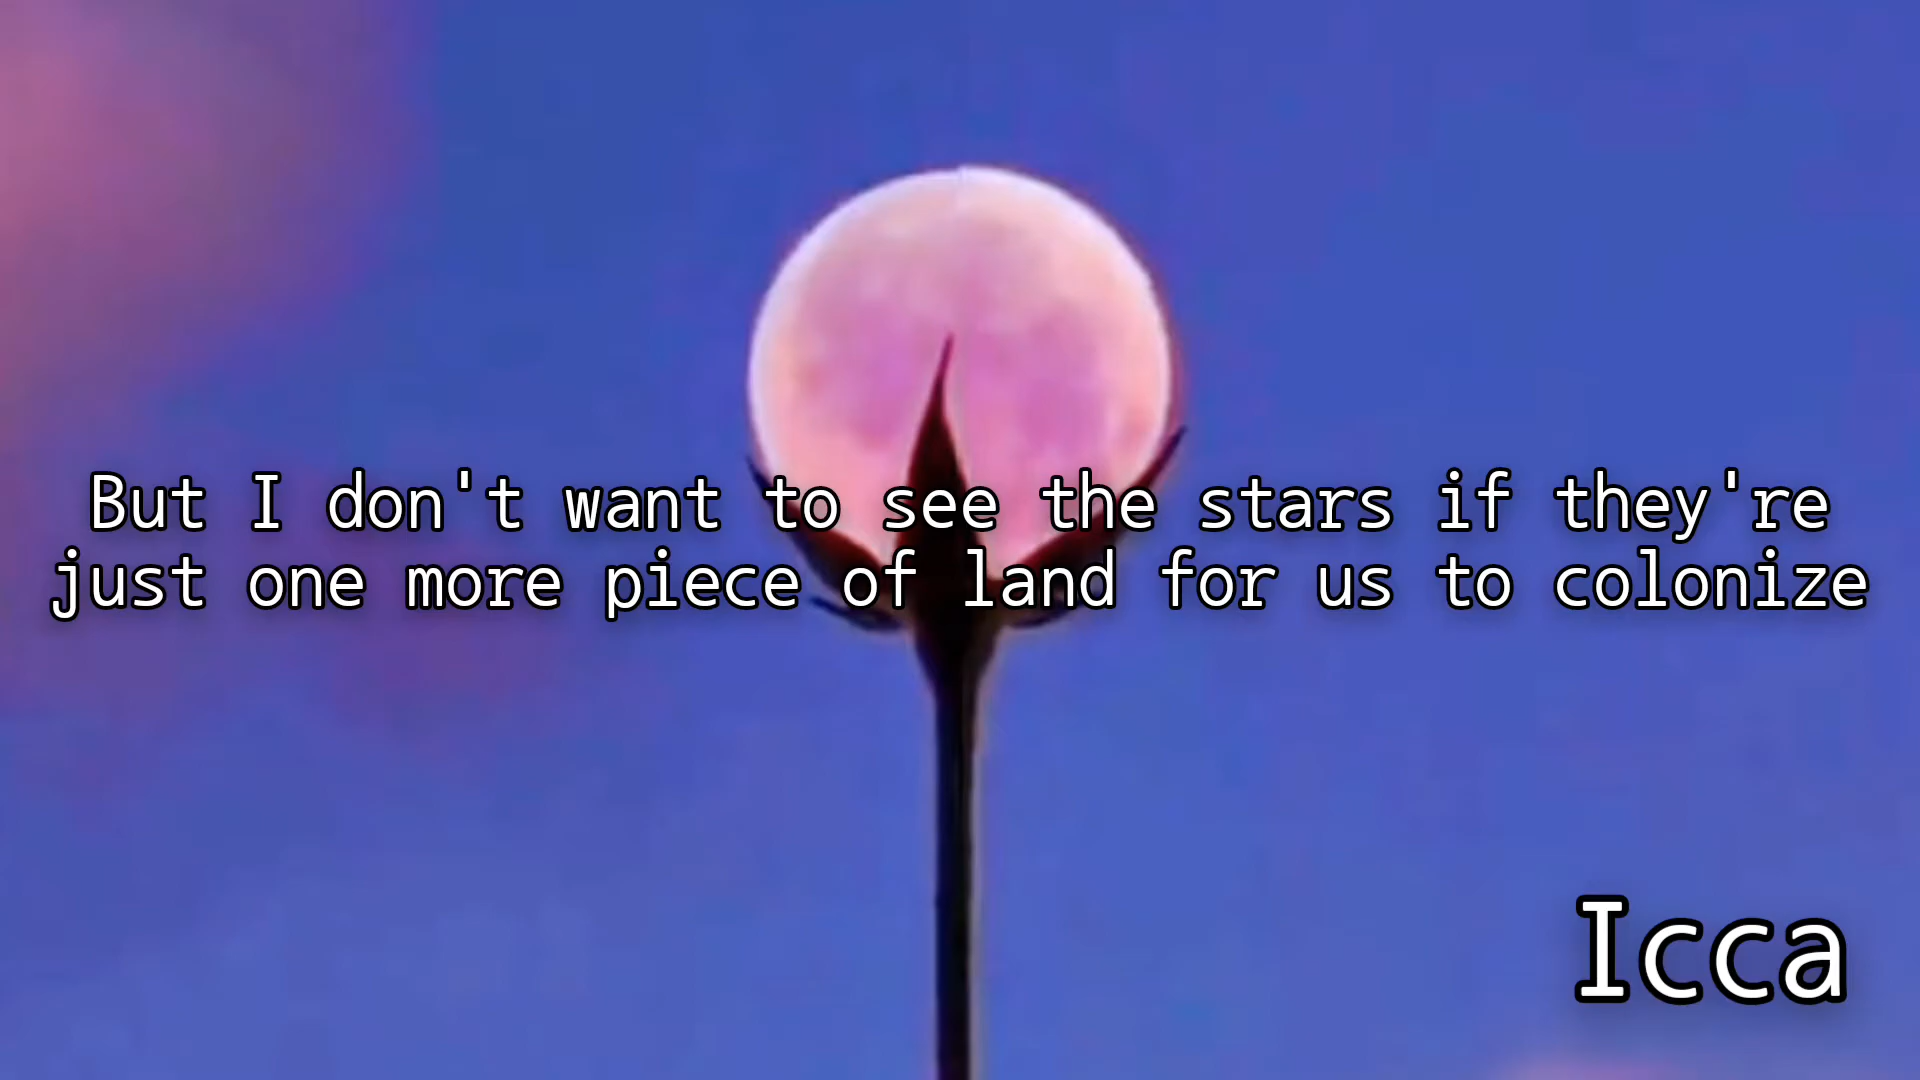 But I don't want to see the stars if they're
just one more piece of land for us to colonize
Icca